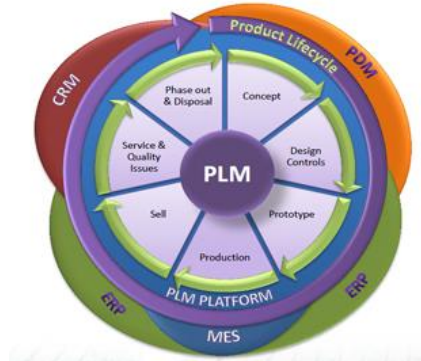 Product Lifecycle
PDM
CRM
Phase out
& Disposal
Concept
Service &
Quality
Issues
PLM
Design
Controls
Sell
Prototype
Production
PLM PLATFORM
ERP
ERP
MES